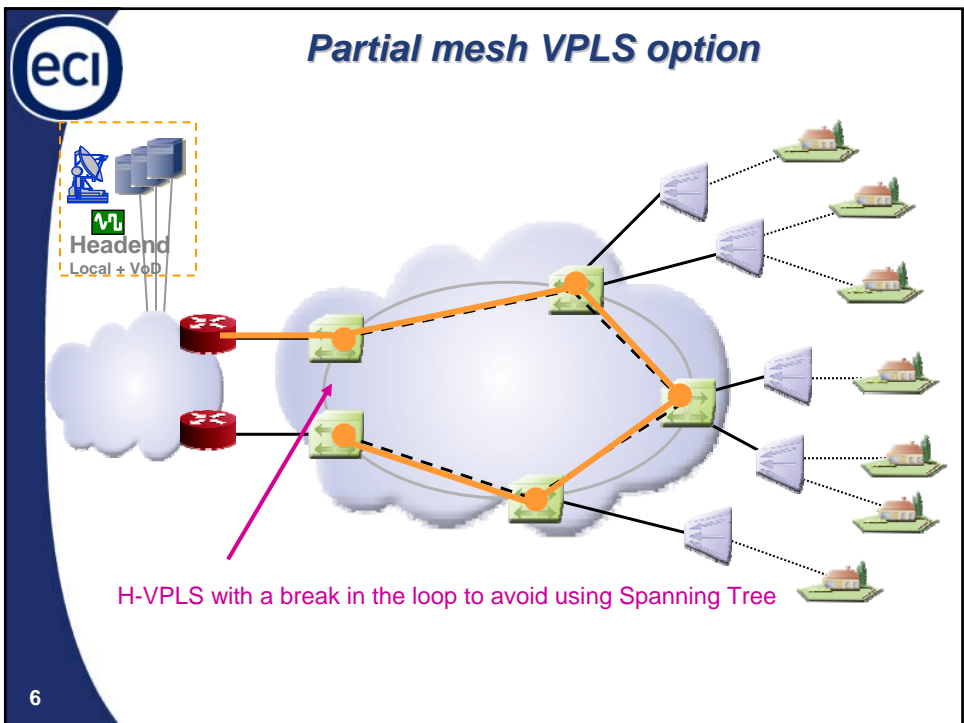 eci
Partial mesh VPLS option
Headend
Local + VoD
H-VPLS with a break in the loop to avoid using Spanning Tree
6